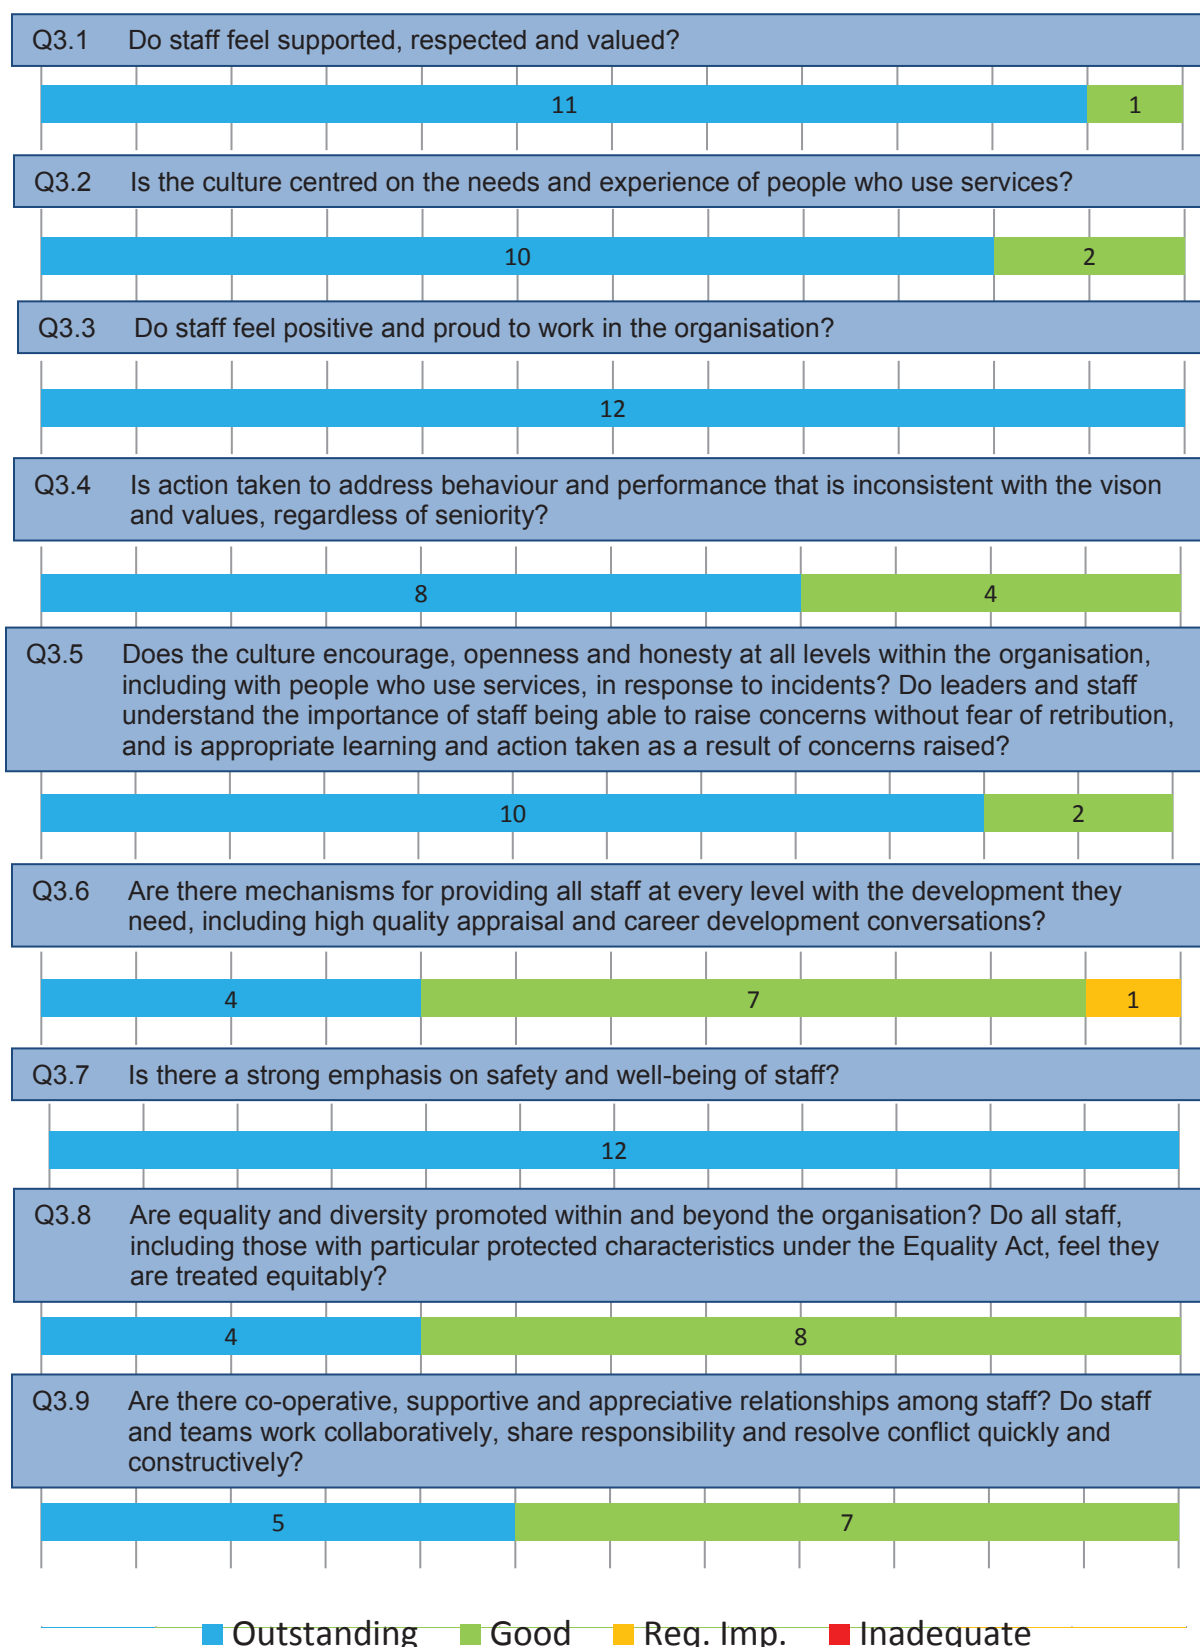 Q3.1 Do staff feel supported, respected and valued?
11 1
Q3.2 Is the culture centred on the needs and experience of people who use services?
10 2
Q3.3 Do staff feel positive and proud to work in the organisation?
12
Q3.4 Is action taken to address behaviour and performance that is inconsistent with the vison
and values, regardless of seniority?
8 4
Q3.5 Does the culture encourage, openness and honesty at all levels within the organisation,
including with people who use services, in response to incidents? Do leaders and staff
understand the importance of staff being able to raise concerns without fear of retribution,
and is appropriate learning and action taken as a result of concerns raised?
10 2
Q3.6 Are there mechanisms for providing all staff at every level with the development they
need, including high quality appraisal and career development conversations?
4 7 1
Q3.7 Is there a strong emphasis on safety and well-being of staff?
12
Q3.8 Are equality and diversity promoted within and beyond the organisation? Do all staff,
including those with particular protected characteristics under the Equality Act, feel they
are treated equitably?
4 8
Q3.9 Are there co-operative, supportive and appreciative relationships among staff? Do staff
and teams work collaboratively, share responsibility and resolve conflict quickly and
constructively?
5 7
Outstanding Good Req. Imp. Inadequate